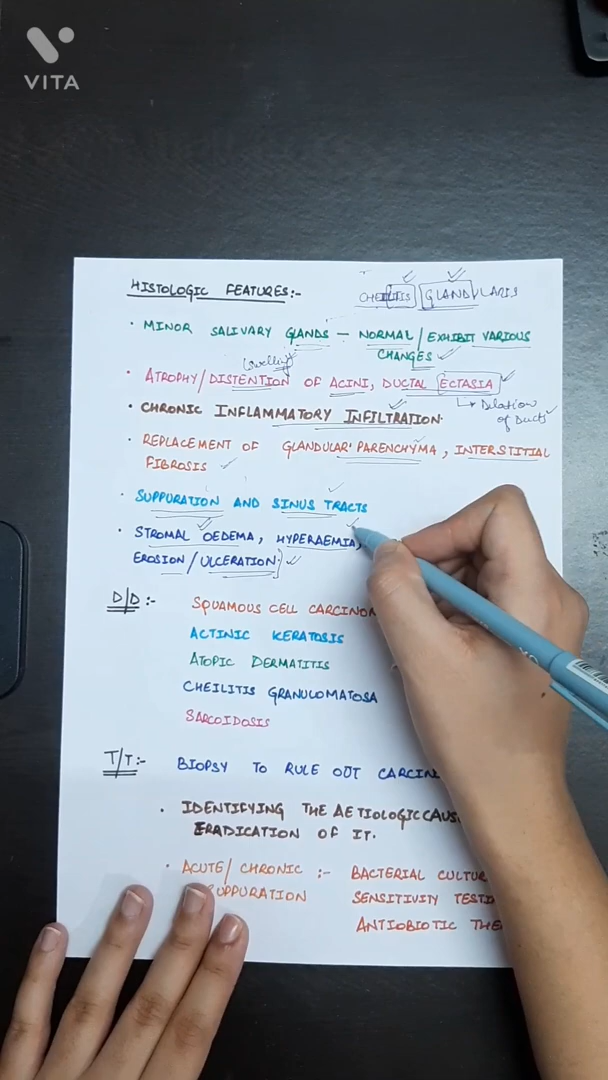 VITA
HISTOLOGIC FEATURES:-
CHEILITIS GLANDULARIS
· MINOR SALIVARY GLANDS - NORMAL/EXHIBIT VARIOUS
CHANGES
(swelling)
· ATROPHY/DISTENTION OF ACINI, DUCTAL ECTASIA
↳ Dilation
of Ducts
· CHRONIC INFLAMMATORY INFILTRATION.
· REPLACEMENT OF GLANDULAR PARENCHYMA, INTERSTITIAL
FIBROSIS
· SUPPURATION AND SINUS TRACTS
· STROMAL OEDEMA, HYPERAEMIA,
EROSION/ULCERATION.
D/D:- SQUAMOUS CELL
ACTINIC KERATOSIS
ATOPIC DERMATITIS
CHEILITIS GRANULOMATOSA
SARCOIDOSIS
T/T:- BIOPSY TO RULE OUT
· IDENTIFYING THE AETIOLOGIC
ERADICATION OF IT.
· ACUTE/CHRONIC :- BACTERIAL
SENSITIVITY
ANTIOBIOTIC